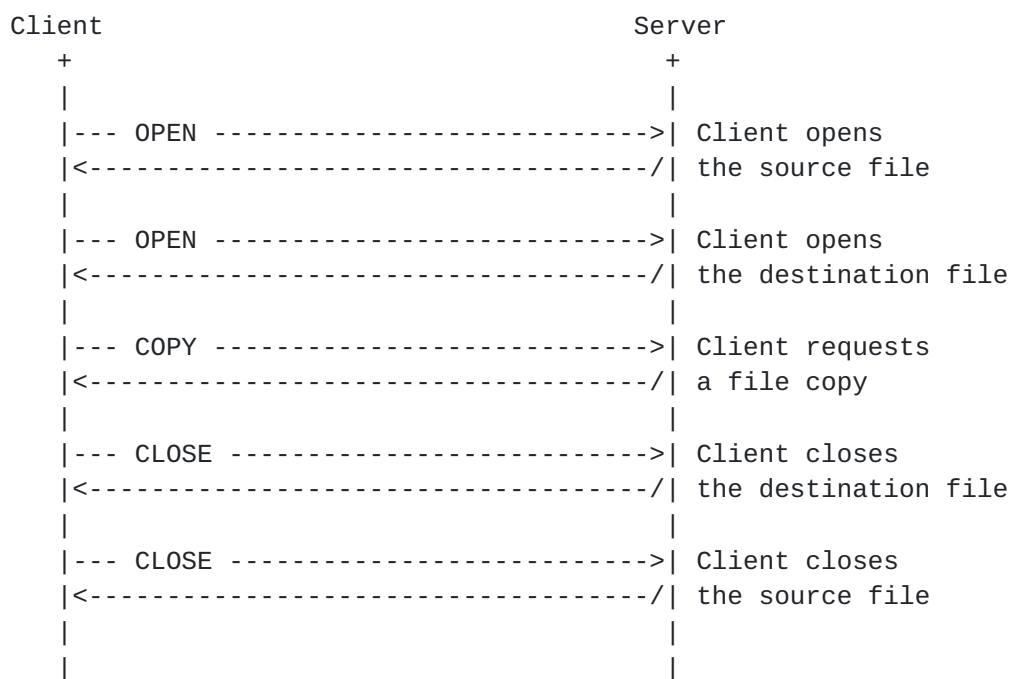 Client                                  Server
   +                                       +
   |                                       |
   |--- OPEN ---------------------------->| Client opens
   |<------------------------------------/| the source file
   |                                       |
   |--- OPEN ---------------------------->| Client opens
   |<------------------------------------/| the destination file
   |                                       |
   |--- COPY ---------------------------->| Client requests
   |<------------------------------------/| a file copy
   |                                       |
   |--- CLOSE --------------------------->| Client closes
   |<------------------------------------/| the destination file
   |                                       |
   |--- CLOSE --------------------------->| Client closes
   |<------------------------------------/| the source file
   |                                       |
   |                                       |